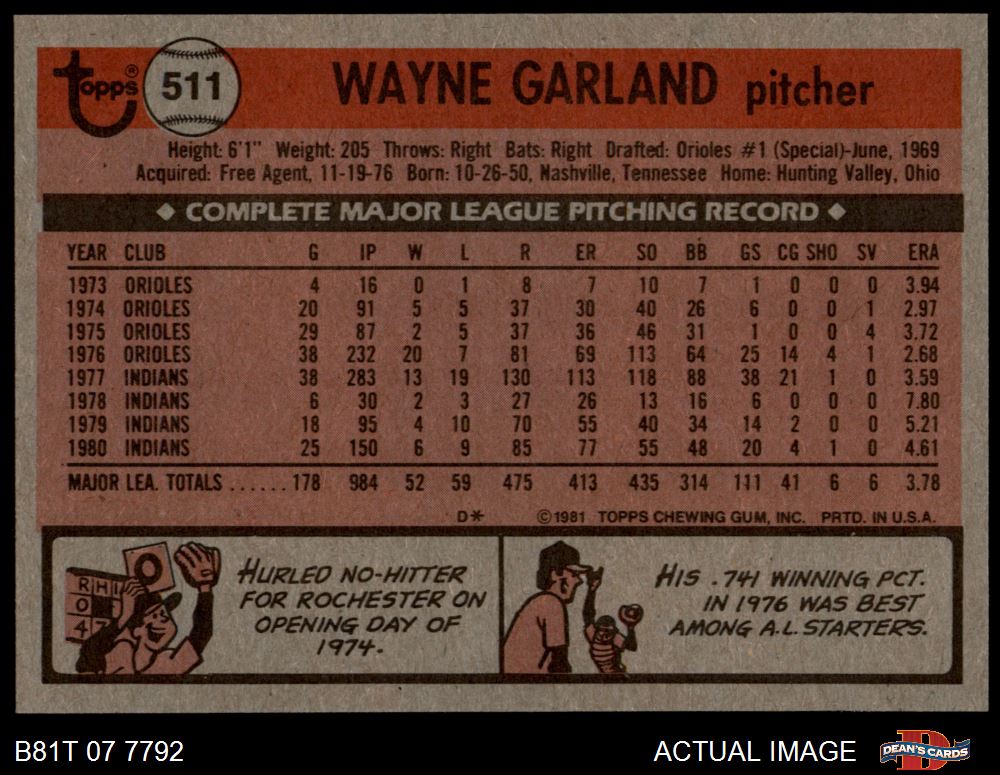 topps® 511 WAYNE GARLAND pitcher
Height: 6'1" Weight: 205 Throws: Right Bats: Right Drafted: Orioles #1 (Special)-June, 1969
Acquired: Free Agent, 11-19-76 Born: 10-26-50, Nashville, Tennessee Home: Hunting Valley, Ohio
◆ COMPLETE MAJOR LEAGUE PITCHING RECORD ◆
YEAR CLUB G IP W L R ER SO BB GS CG SHO SV ERA
1973 ORIOLES 4 16 0 1 8 7 10 7 1 0 0 0 3.94
1974 ORIOLES 20 91 5 5 37 30 40 26 6 0 0 1 2.97
1975 ORIOLES 29 87 2 5 37 36 46 31 1 0 0 4 3.72
1976 ORIOLES 38 232 20 7 81 69 113 64 25 14 4 1 2.68
1977 INDIANS 38 283 13 19 130 113 118 88 38 21 1 0 3.59
1978 INDIANS 6 30 2 3 27 26 13 16 6 0 0 0 7.80
1979 INDIANS 18 95 4 10 70 55 40 34 14 2 0 0 5.21
1980 INDIANS 25 150 6 9 85 77 55 48 20 4 1 0 4.61
MAJOR LEA. TOTALS ...... 178 984 52 59 475 413 435 314 111 41 6 6 3.78
D* ©1981 TOPPS CHEWING GUM, INC. PRTD. IN U.S.A.
R H
0
4
0
HURLED NO-HITTER
FOR ROCHESTER ON
OPENING DAY OF
1974.
HIS .741 WINNING PCT.
IN 1976 WAS BEST
AMONG A.L. STARTERS.
B81T 07 7792 ACTUAL IMAGE DEAN'S CARDS